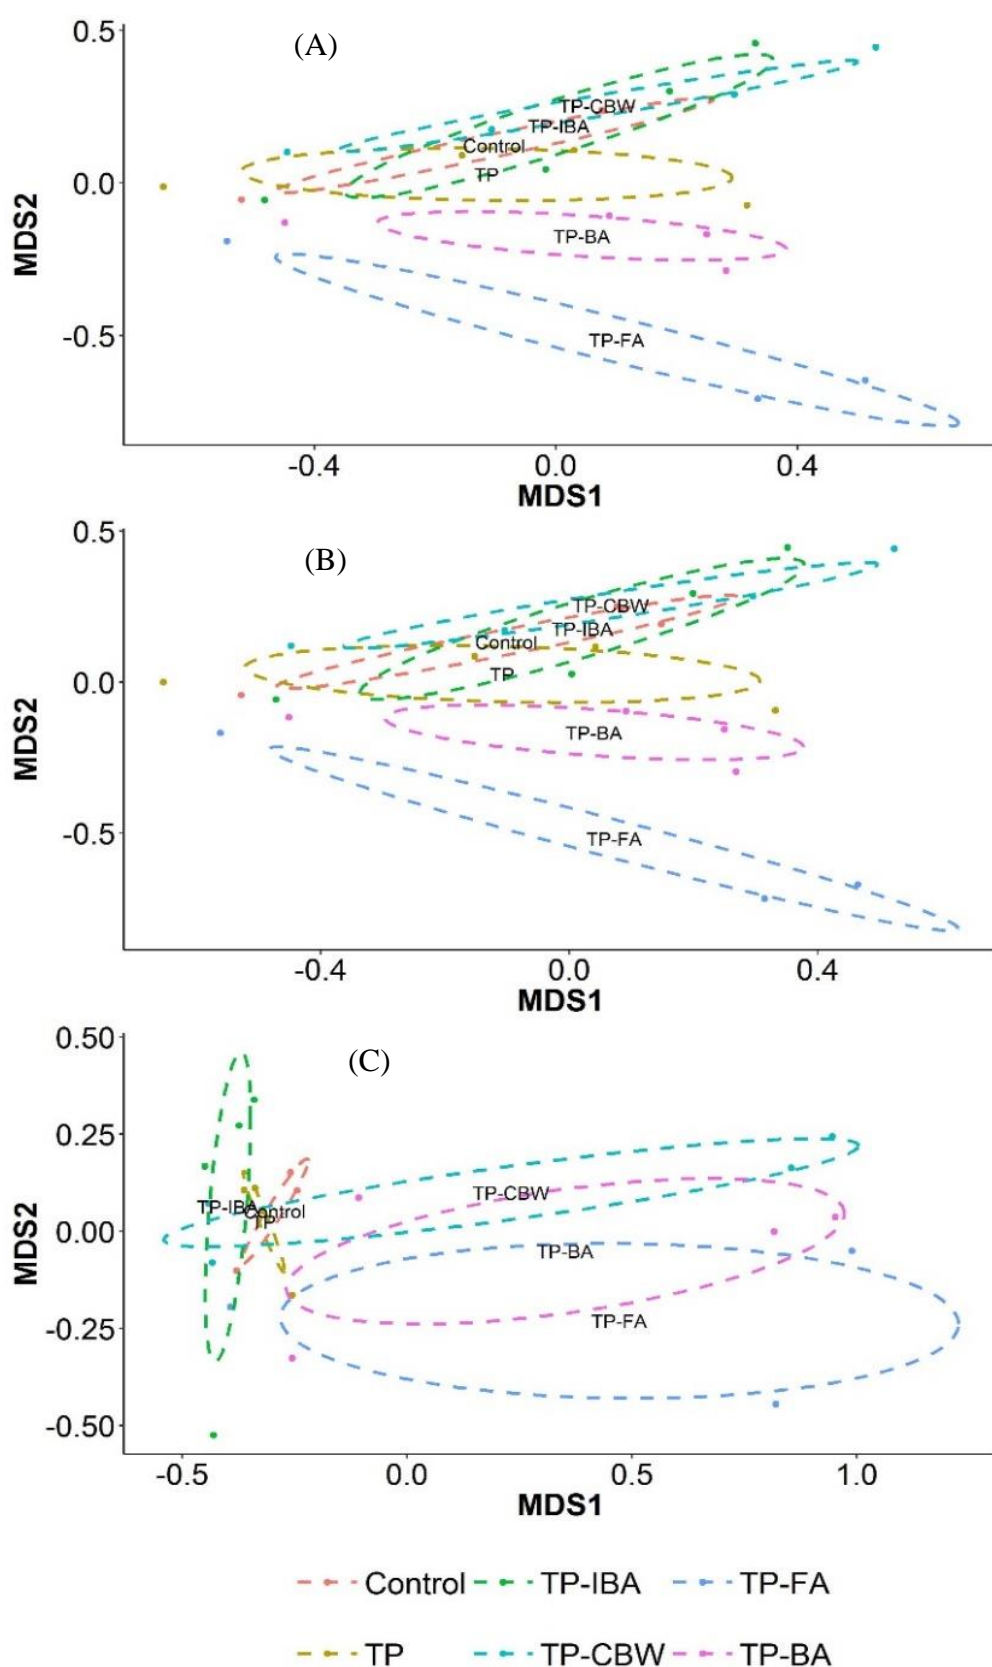 (A)
0.5
0.0
-0.5
MDS2
TP-CBW
TP-IBA
Control
TP
TP-BA
TP-FA
-0.4 0.0 0.4
MDS1
(B)
0.5
0.0
-0.5
MDS2
TP-CBW
TP-IBA
Control
TP
TP-BA
TP-FA
-0.4 0.0 0.4
MDS1
(C)
0.50
0.25
0.00
-0.25
-0.50
MDS2
TP-CBW
TP-IBA
Control
TP
TP-BA
TP-FA
-0.5 0.0 0.5 1.0
MDS1
Control TP-IBA TP-FA
TP TP-CBW TP-BA